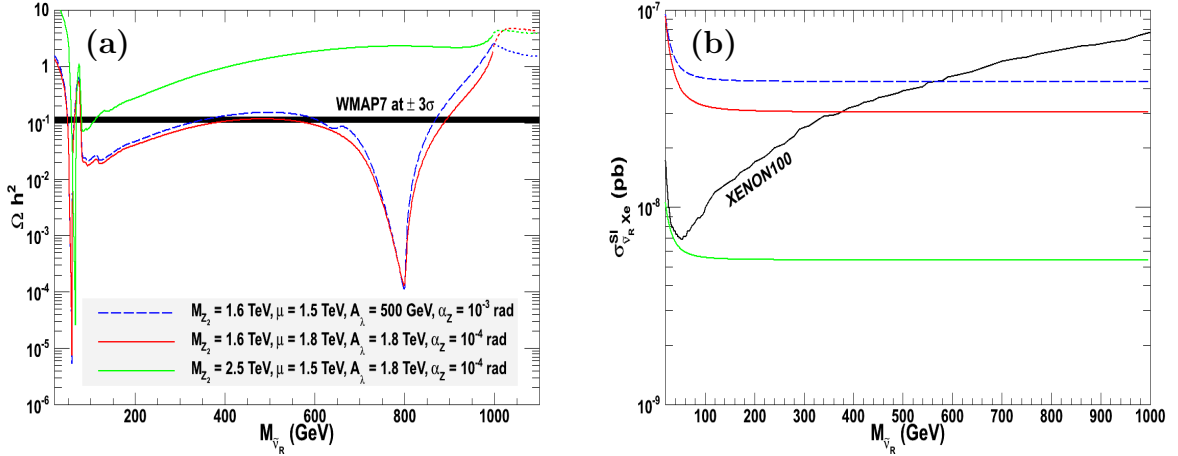 (a)
Ω h²
10
1
10⁻¹
10⁻²
10⁻³
10⁻⁴
10⁻⁵
10⁻⁶
WMAP7 at ± 3σ
M_Z₂ = 1.6 TeV, μ = 1.5 TeV, A_λ = 500 GeV, α_Z = 10⁻³ rad
M_Z₂ = 1.6 TeV, μ = 1.8 TeV, A_λ = 1.8 TeV, α_Z = 10⁻⁴ rad
M_Z₂ = 2.5 TeV, μ = 1.5 TeV, A_λ = 1.8 TeV, α_Z = 10⁻⁴ rad
200 400 600 800 1000
M_ν̃_R (GeV)
(b)
σ^SI_ν̃_R Xe (pb)
10⁻⁷
10⁻⁸
10⁻⁹
XENON100
100 200 300 400 500 600 700 800 900 1000
M_ν̃_R (GeV)